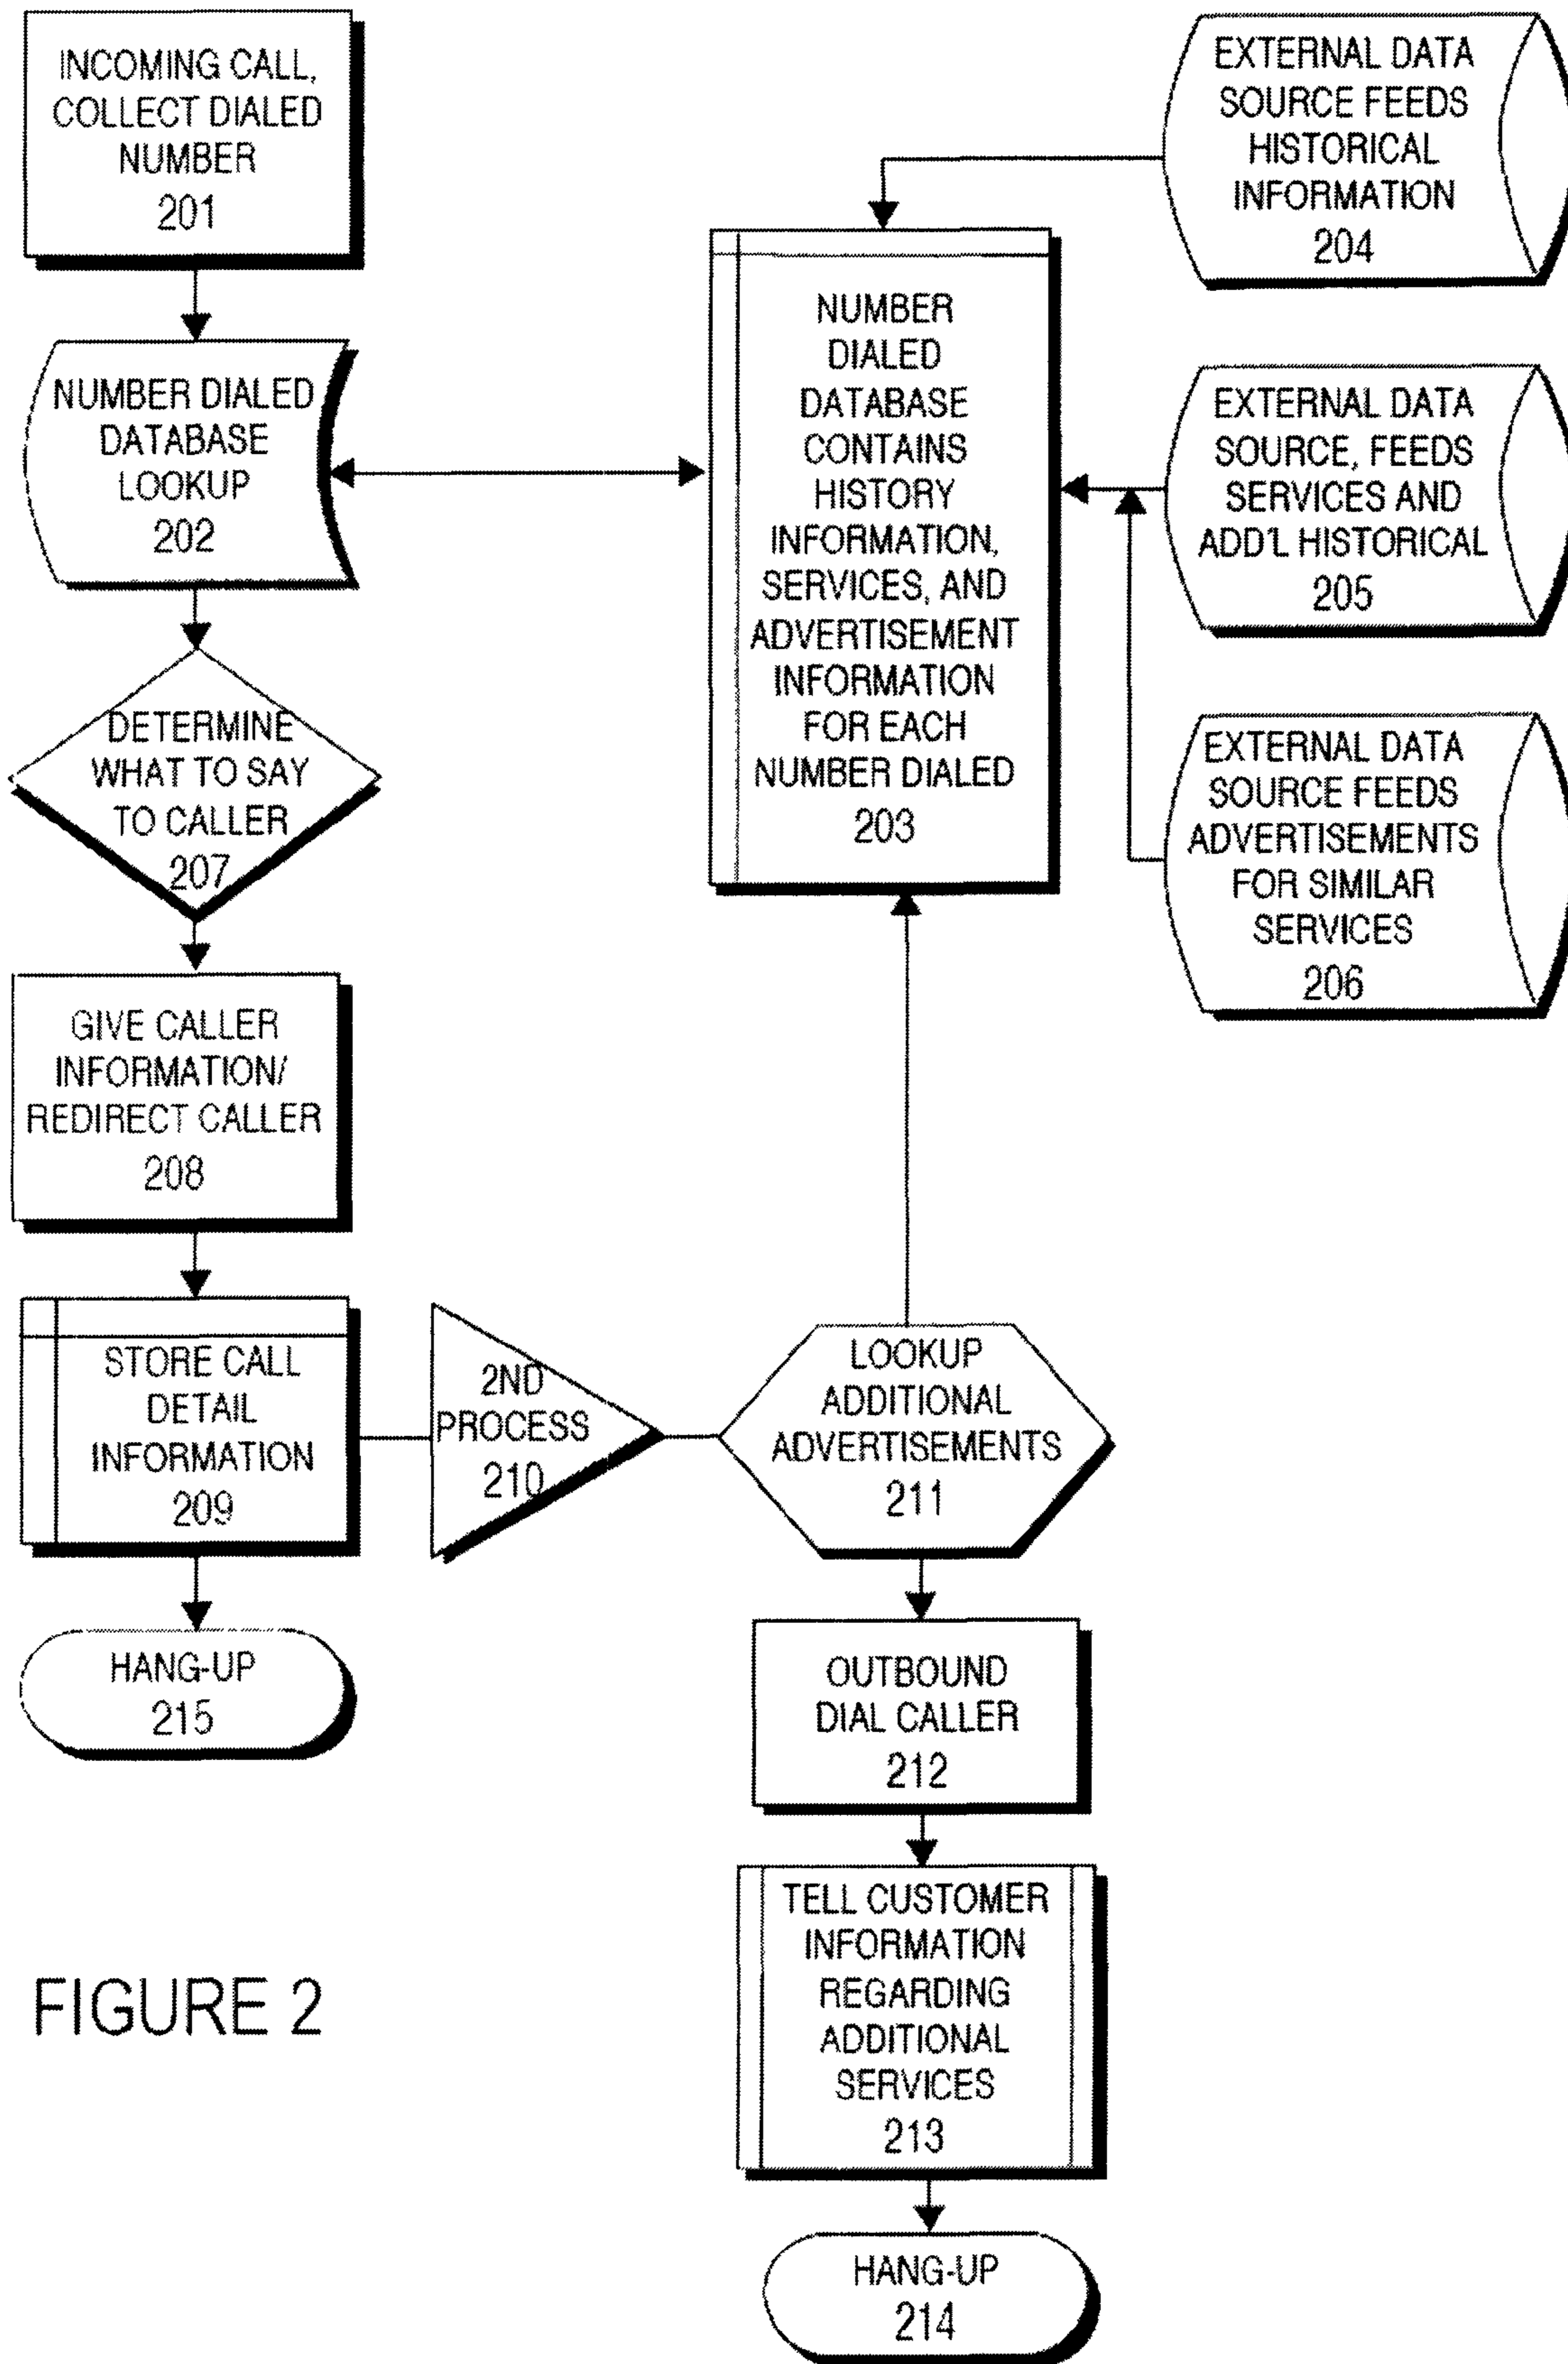 INCOMING CALL,
COLLECT DIALED
NUMBER
201
NUMBER DIALED
DATABASE
LOOKUP
202
DETERMINE
WHAT TO SAY
TO CALLER
207
GIVE CALLER
INFORMATION/
REDIRECT CALLER
208
STORE CALL
DETAIL
INFORMATION
209
HANG-UP
215
2ND
PROCESS
210
NUMBER
DIALED
DATABASE
CONTAINS
HISTORY
INFORMATION,
SERVICES, AND
ADVERTISEMENT
INFORMATION
FOR EACH
NUMBER DIALED
203
EXTERNAL DATA
SOURCE FEEDS
HISTORICAL
INFORMATION
204
EXTERNAL DATA
SOURCE, FEEDS
SERVICES AND
ADD'L HISTORICAL
205
EXTERNAL DATA
SOURCE FEEDS
ADVERTISEMENTS
FOR SIMILAR
SERVICES
206
LOOKUP
ADDITIONAL
ADVERTISEMENTS
211
OUTBOUND
DIAL CALLER
212
TELL CUSTOMER
INFORMATION
REGARDING
ADDITIONAL
SERVICES
213
HANG-UP
214
FIGURE 2